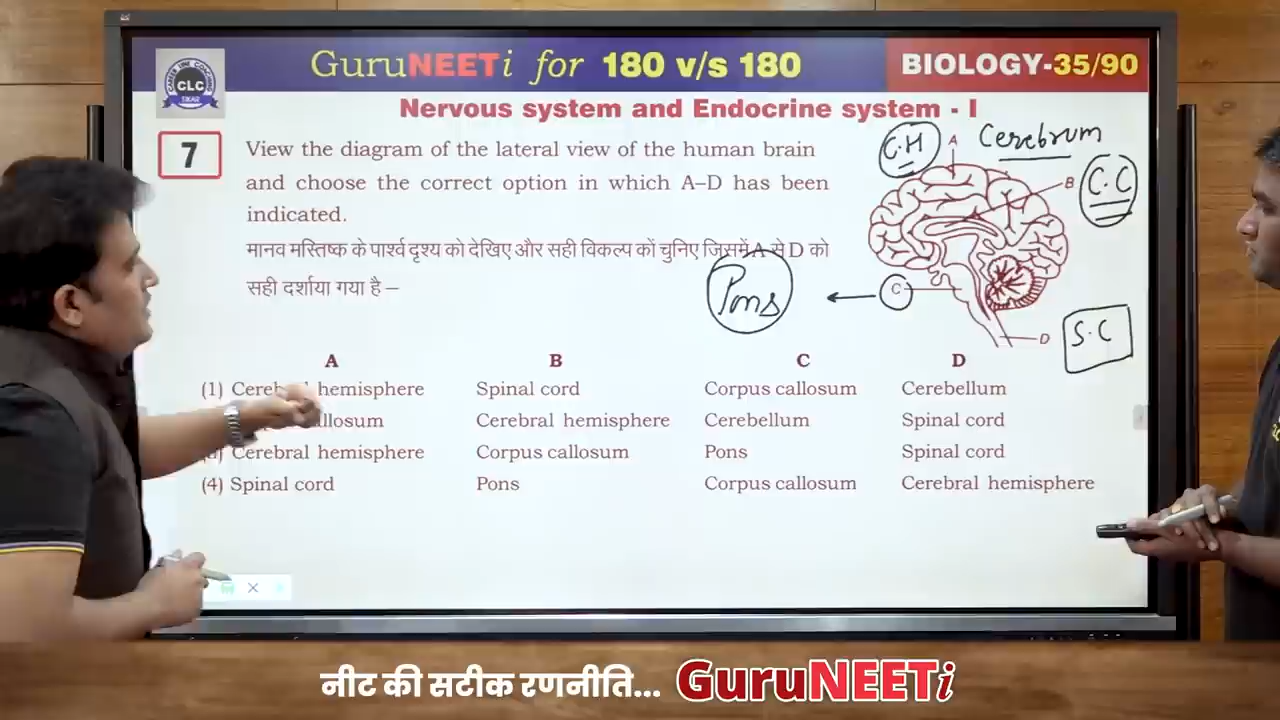 GuruNEETi for 180 v/s 180
BIOLOGY-35/90
CLC
SIKAR
Nervous system and Endocrine system - I
7
View the diagram of the lateral view of the human brain
and choose the correct option in which A–D has been
indicated.
मानव मस्तिष्क के पार्श्व दृश्य को देखिए और सही विकल्प कों चुनिए जिसमें A से D को
सही दर्शाया गया है –
C.H
A
Cerebrum
B
C.C
Pons
C
D
S.C
A B C D
(1) Cerebral hemisphere Spinal cord Corpus callosum Cerebellum
Cerebral hemisphere Cerebellum Spinal cord
Cerebral hemisphere Corpus callosum Pons Spinal cord
(4) Spinal cord Pons Corpus callosum Cerebral hemisphere
नीट की सटीक रणनीति... GuruNEETi